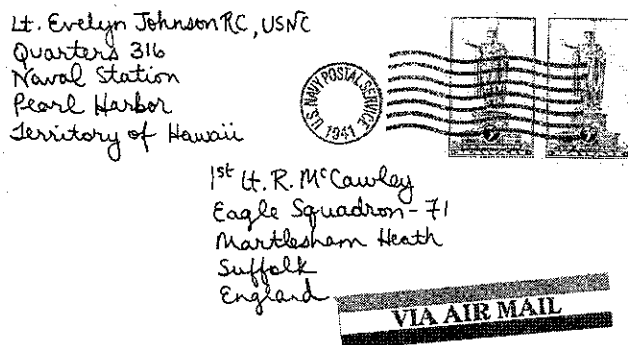 Lt. Evelyn Johnson RC, USNC
Quarters 316
Naval Station
Pearl Harbor
Territory of Hawaii
U.S. NAVY POSTAL SERVICE
1941
1st Lt. R. McCawley
Eagle Squadron - 71
Martlesham Heath
Suffolk
England
VIA AIR MAIL